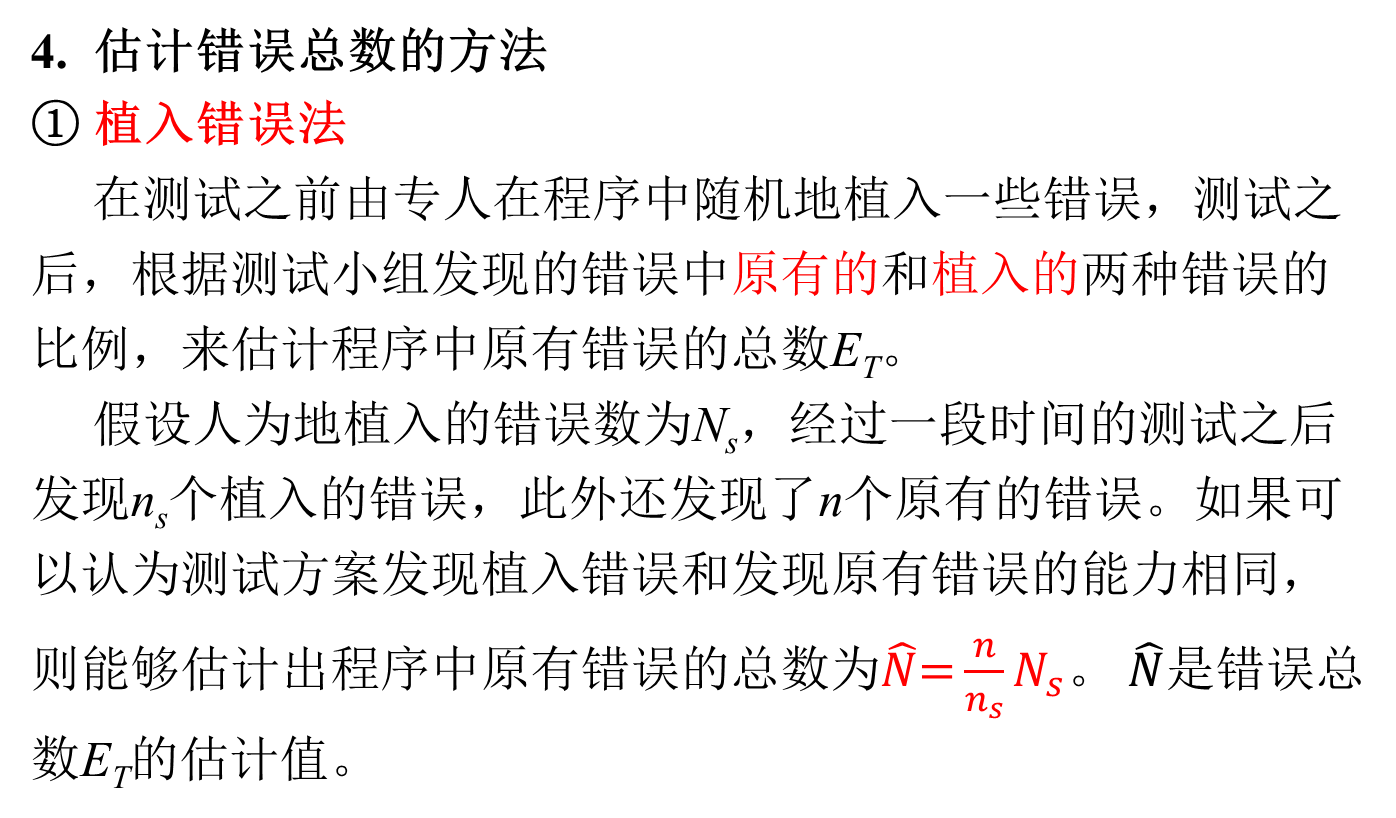 4. 估计错误总数的方法
① 植入错误法
在测试之前由专人在程序中随机地植入一些错误，测试之
后，根据测试小组发现的错误中原有的和植入的两种错误的
比例，来估计程序中原有错误的总数E_T。
假设人为地植入的错误数为N_s，经过一段时间的测试之后
发现n_s个植入的错误，此外还发现了n个原有的错误。如果可
以认为测试方案发现植入错误和发现原有错误的能力相同，
则能够估计出程序中原有错误的总数为\hat{N}=\frac{n}{n_s}N_s。 \hat{N}是错误总
数E_T的估计值。